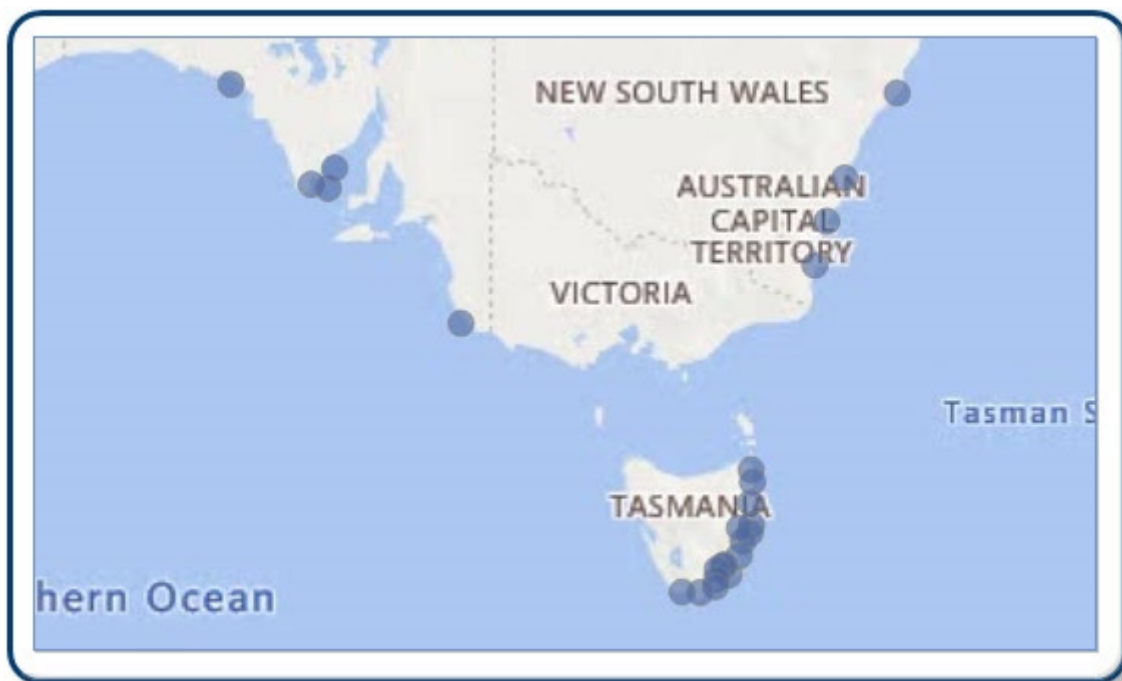 NEW SOUTH WALES
AUSTRALIAN
CAPITAL
TERRITORY
VICTORIA
Tasman S
TASMANIA
hern Ocean